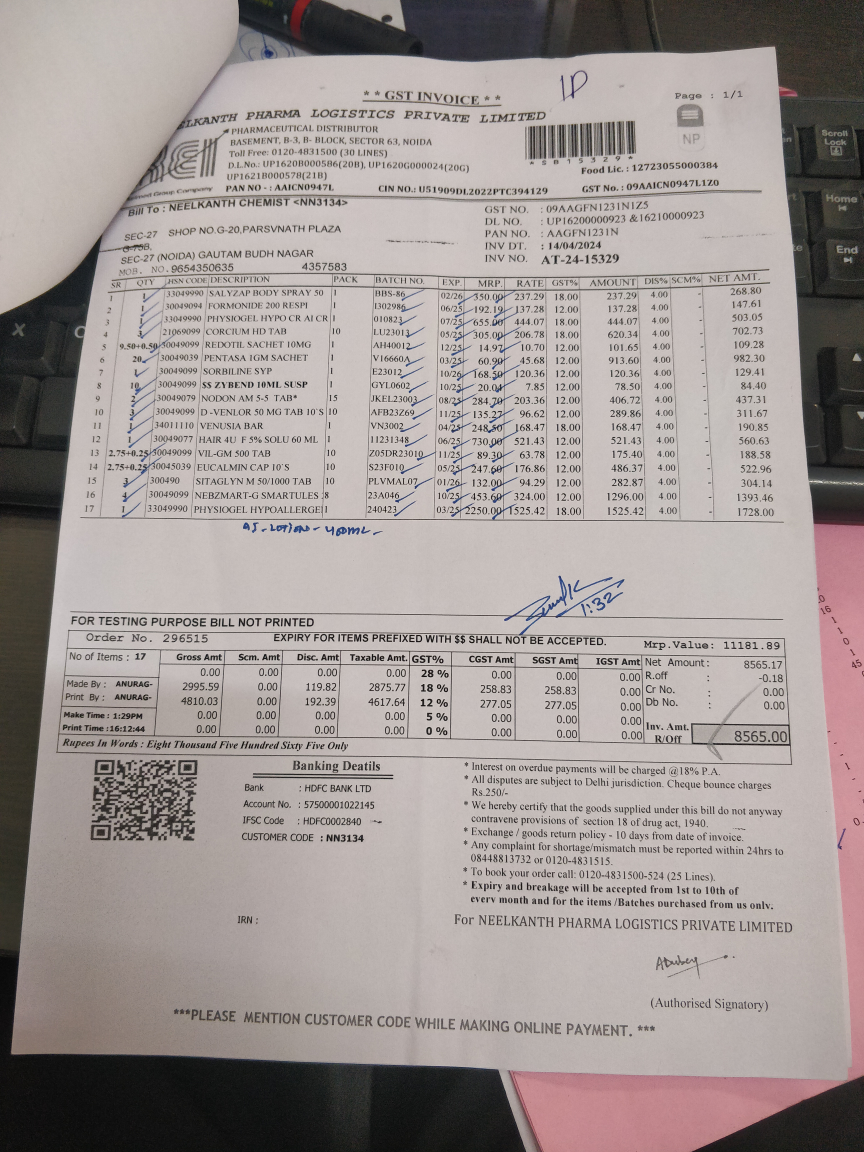 ** GST INVOICE **
1P
Page : 1/1
ELKANTH PHARMA LOGISTICS PRIVATE LIMITED
PHARMACEUTICAL DISTRIBUTOR
BASEMENT, B-3, B- BLOCK, SECTOR 63, NOIDA
Toll Free: 0120-4831500 (30 LINES)
D.L.No.: UP1620B000586(20B), UP1620G000024(20G)
UP1621B000578(21B)
NP
*SB15329*
Food Lic. : 12723055000384
Group Company
PAN NO - : AAICN0947L
CIN NO.: U51909DL2022PTC394129
GST No. : 09AAICN0947L1Z0
Bill To : NEELKANTH CHEMIST <NN3134>
SHOP NO.G-20,PARSVNATH PLAZA
SEC-27
G-75B,
SEC-27 (NOIDA) GAUTAM BUDH NAGAR
MOB. NO.9654350635 4357583
GST NO. : 09AAGFN1231N1Z5
DL NO. : UP16200000923 &16210000923
PAN NO. : AAGFN1231N
INV DT. : 14/04/2024
INV NO. AT-24-15329
SR QTY HSN CODE DESCRIPTION PACK BATCH NO. EXP. MRP. RATE GST% AMOUNT DIS% SCM% NET AMT.
1 1 33049990 SALYZAP BODY SPRAY 50 1 BBS-86 02/26 350.00 237.29 18.00 237.29 4.00 - 268.80
2 1 30049094 FORMONIDE 200 RESPI 1 I302986 06/25 192.19 137.28 12.00 137.28 4.00 - 147.61
3 1 33049990 PHYSIOGEL HYPO CR AI CR 1 010823 07/25 655.00 444.07 18.00 444.07 4.00 - 503.05
4 3 21069099 CORCIUM HD TAB 10 LU23013 05/25 305.00 206.78 18.00 620.34 4.00 - 702.73
5 9.50+0.50 30049099 REDOTIL SACHET 10MG 1 AH40012 12/25 14.97 10.70 12.00 101.65 4.00 - 109.28
6 20 30049039 PENTASA 1GM SACHET 1 V16660A 03/25 60.90 45.68 12.00 913.60 4.00 - 982.30
7 1 30049099 SORBILINE SYP 1 E23012 10/26 168.50 120.36 12.00 120.36 4.00 - 129.41
8 10 30049099 $$ ZYBEND 10ML SUSP 1 GYL0602 10/25 20.04 7.85 12.00 78.50 4.00 - 84.40
9 2 30049079 NODON AM 5-5 TAB* 15 JKEL23003 08/25 284.70 203.36 12.00 406.72 4.00 - 437.31
10 3 30049099 D -VENLOR 50 MG TAB 10`S 10 AFB23Z69 11/25 135.27 96.62 12.00 289.86 4.00 - 311.67
11 1 34011110 VENUSIA BAR 1 VN3002 04/25 248.50 168.47 18.00 168.47 4.00 - 190.85
12 1 30049077 HAIR 4U F 5% SOLU 60 ML 1 11231348 06/25 730.00 521.43 12.00 521.43 4.00 - 560.63
13 2.75+0.25 30049099 VIL-GM 500 TAB 10 Z05DR23010 11/25 89.30 63.78 12.00 175.40 4.00 - 188.58
14 2.75+0.25 30045039 EUCALMIN CAP 10`S 10 S23F010 05/25 247.60 176.86 12.00 486.37 4.00 - 522.96
15 3 300490 SITAGLYN M 50/1000 TAB 10 PLVMAL07 01/26 132.00 94.29 12.00 282.87 4.00 - 304.14
16 4 30049099 NEBZMART-G SMARTULES 8 23A046 10/25 453.60 324.00 12.00 1296.00 4.00 - 1393.46
17 1 33049990 PHYSIOGEL HYPOALLERGE 1 240423 03/25 2250.00 1525.42 18.00 1525.42 4.00 - 1728.00
AJ - LOTION - 400ML -
1:32
FOR TESTING PURPOSE BILL NOT PRINTED
Order No. 296515 EXPIRY FOR ITEMS PREFIXED WITH $$ SHALL NOT BE ACCEPTED. Mrp.Value: 11181.89
No of Items : 17 Gross Amt Scm. Amt Disc. Amt Taxable Amt. GST% CGST Amt SGST Amt IGST Amt Net Amount : 8565.17
0.00 0.00 0.00 0.00 28 % 0.00 0.00 0.00 R.off : -0.18
Made By : ANURAG- 2995.59 0.00 119.82 2875.77 18 % 258.83 258.83 0.00 Cr No. : 0.00
Print By : ANURAG- 4810.03 0.00 192.39 4617.64 12 % 277.05 277.05 0.00 Db No. : 0.00
Make Time : 1:29PM 0.00 0.00 0.00 0.00 5 % 0.00 0.00 0.00
Print Time :16:12:44 0.00 0.00 0.00 0.00 0 % 0.00 0.00 0.00 Inv. Amt. R/Off 8565.00
Rupees In Words : Eight Thousand Five Hundred Sixty Five Only
Banking Deatils
Bank : HDFC BANK LTD
Account No. : 57500001022145
IFSC Code : HDFC0002840
CUSTOMER CODE : NN3134
* Interest on overdue payments will be charged @18% P.A.
* All disputes are subject to Delhi jurisdiction. Cheque bounce charges
Rs.250/-
* We hereby certify that the goods supplied under this bill do not anyway
contravene provisions of section 18 of drug act, 1940.
* Exchange / goods return policy - 10 days from date of invoice.
* Any complaint for shortage/mismatch must be reported within 24hrs to
08448813732 or 0120-4831515.
* To book your order call: 0120-4831500-524 (25 Lines).
* Expiry and breakage will be accepted from 1st to 10th of
every month and for the items /Batches purchased from us only.
IRN :
For NEELKANTH PHARMA LOGISTICS PRIVATE LIMITED
ADubey
(Authorised Signatory)
***PLEASE MENTION CUSTOMER CODE WHILE MAKING ONLINE PAYMENT. ***
Scroll
Lock
Home
End
X